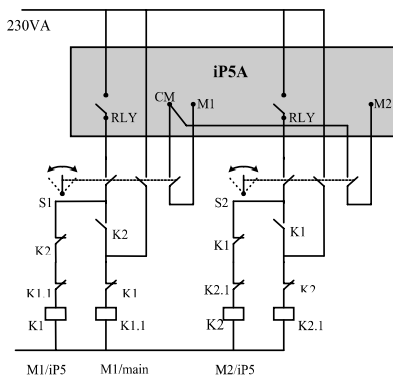 230VA
iP5A
CM
M1
M2
RLY
RLY
S1
S2
K2
K1
K2
K1
K1.1
K1
K2.1
K2
K1
K1.1
K2
K2.1
M1/iP5
M1/main
M2/iP5